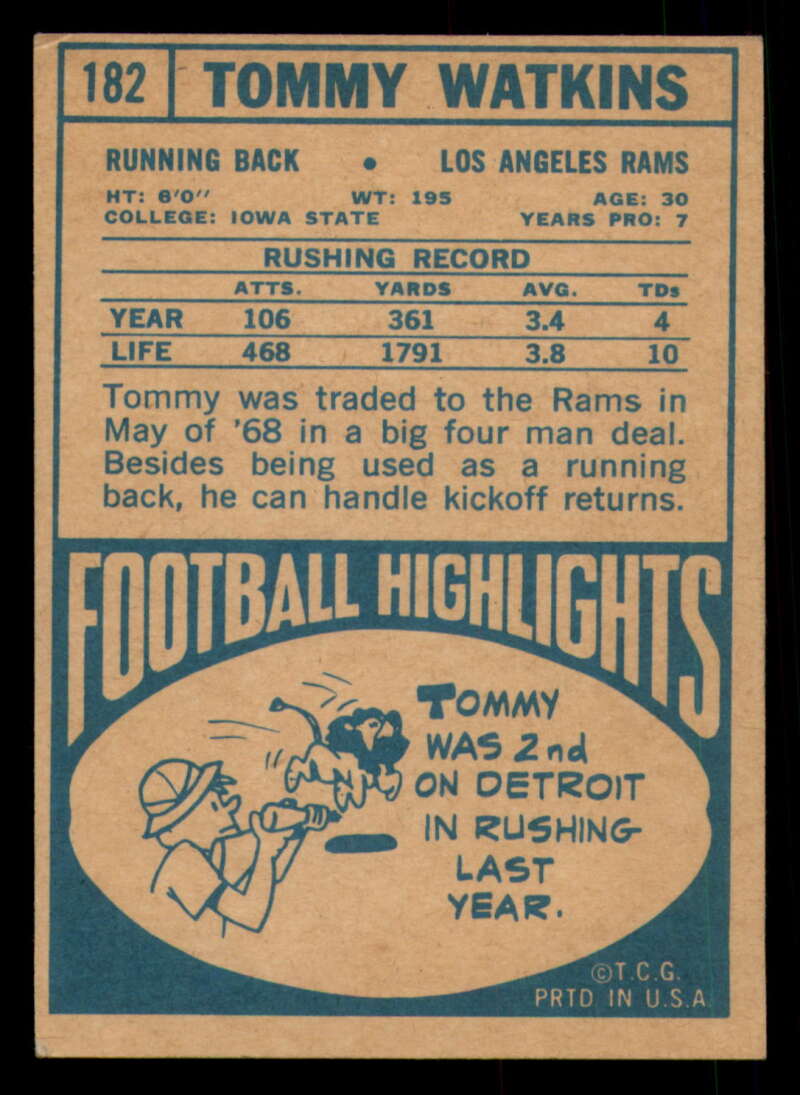 182 TOMMY WATKINS
RUNNING BACK • LOS ANGELES RAMS
HT: 6'0" WT: 195 AGE: 30
COLLEGE: IOWA STATE YEARS PRO: 7
RUSHING RECORD
ATTS. YARDS AVG. TDs
YEAR 106 361 3.4 4
LIFE 468 1791 3.8 10
Tommy was traded to the Rams in
May of '68 in a big four man deal.
Besides being used as a running
back, he can handle kickoff returns.
FOOTBALL HIGHLIGHTS
TOMMY
WAS 2nd
ON DETROIT
IN RUSHING
LAST
YEAR.
©T.C.G.
PRTD IN U.S.A.